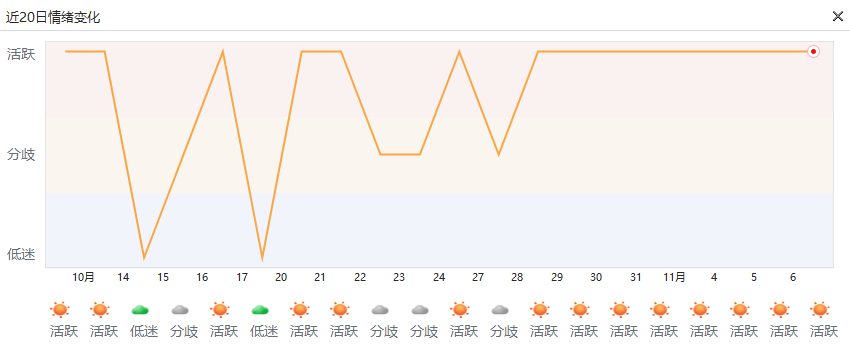 近20日情绪变化
活跃
分歧
低迷
10月 14 15 16 17 20 21 22 23 24 27 28 29 30 31 11月 4 5 6
活跃 活跃 低迷 分歧 活跃 低迷 活跃 活跃 分歧 分歧 活跃 分歧 活跃 活跃 活跃 活跃 活跃 活跃 活跃 活跃